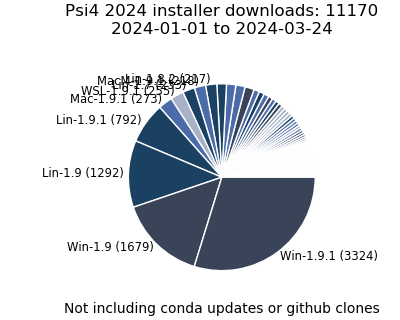 Psi4 2024 installer downloads: 11170
2024-01-01 to 2024-03-24
WSL-1.9.1 (255)
Mac-1.9.1 (273)
Lin-1.9.1 (792)
Lin-1.9 (1292)
Win-1.9 (1679)
Win-1.9.1 (3324)
Not including conda updates or github clones